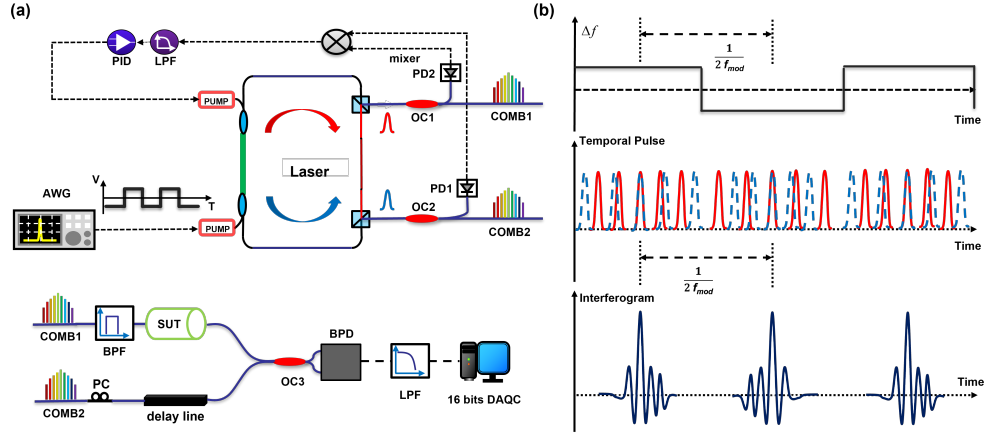 (a)
PID
LPF
mixer
PD2
PUMP
OC1
COMB1
Laser
AWG
V
T
PUMP
PD1
OC2
COMB2
COMB1
BPF
SUT
BPD
OC3
LPF
16 bits DAQC
COMB2
PC
delay line
(b)
Δf
1
2 f_mod
Time
Temporal Pulse
Time
1
2 f_mod
Interferogram
Time